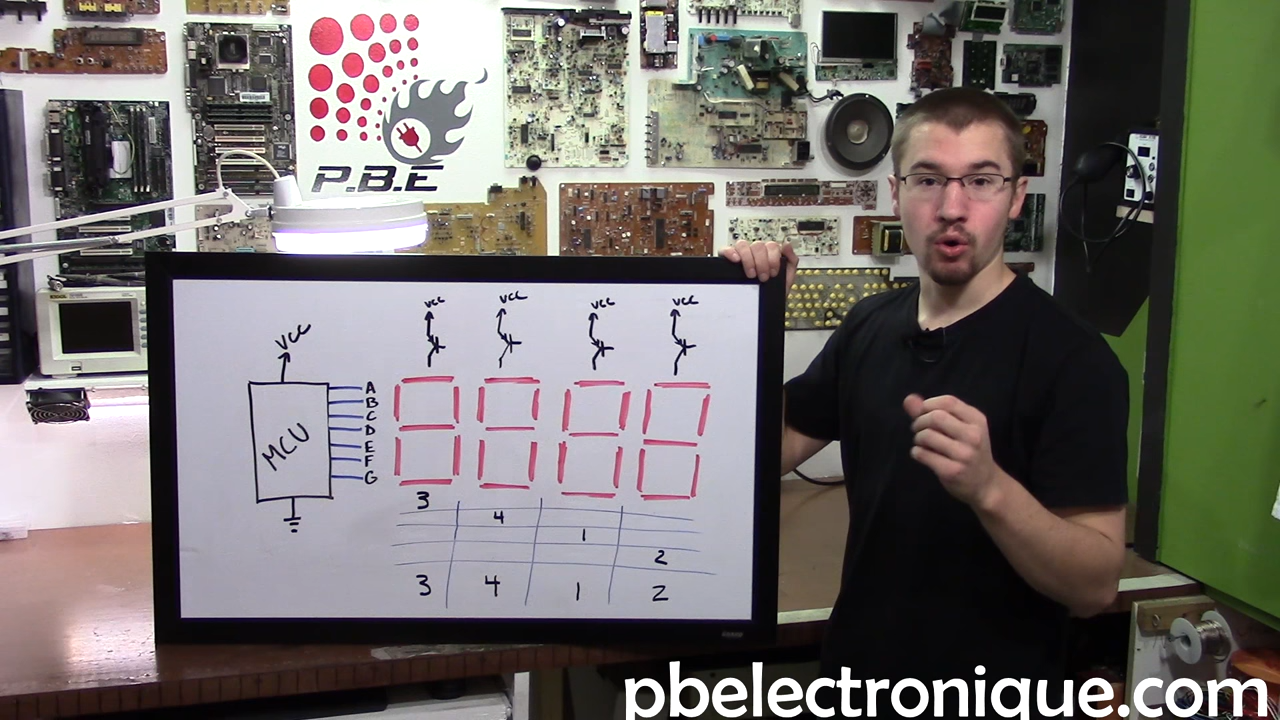 P.B.E
VCC VCC VCC VCC
VCC
MCU
A
B
C
D
E
F
G
3
4
1
2
3 4 1 2
pbelectronique.com